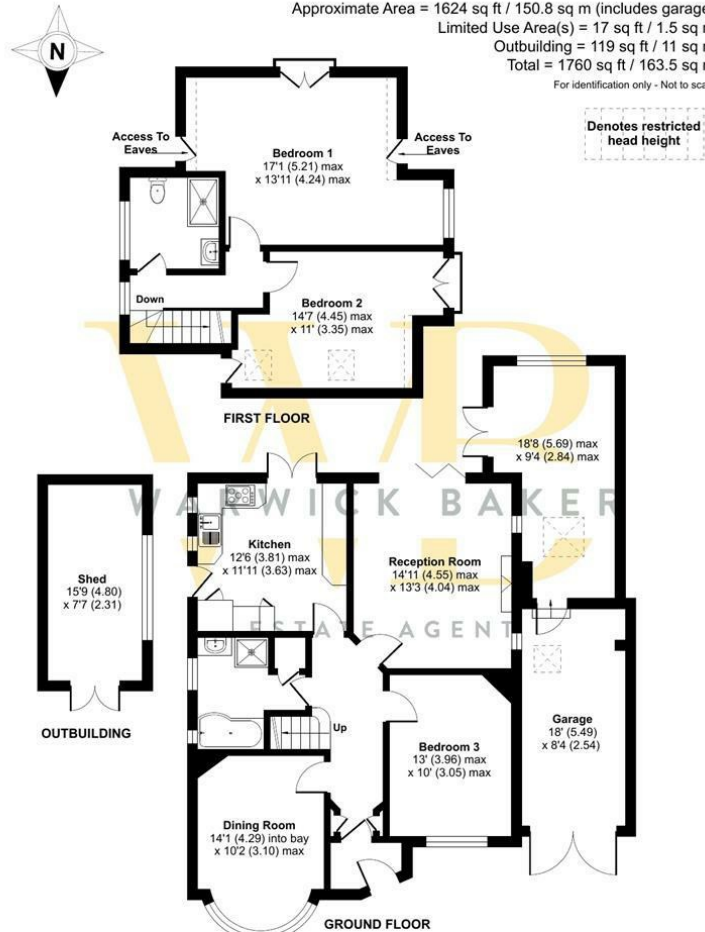 Approximate Area = 1624 sq ft / 150.8 sq m (includes garage
Limited Use Area(s) = 17 sq ft / 1.5 sq m
Outbuilding = 119 sq ft / 11 sq m
Total = 1760 sq ft / 163.5 sq m
For identification only - Not to sca
N
Denotes restricted
head height
Access To
Eaves
Bedroom 1
17'1 (5.21) max
x 13'11 (4.24) max
Access To
Eaves
Down
Bedroom 2
14'7 (4.45) max
x 11' (3.35) max
FIRST FLOOR
18'8 (5.69) max
x 9'4 (2.84) max
WB
WARWICK BAKER
ESTATE AGENT
Kitchen
12'6 (3.81) max
x 11'11 (3.63) max
Reception Room
14'11 (4.55) max
x 13'3 (4.04) max
Shed
15'9 (4.80)
x 7'7 (2.31)
OUTBUILDING
Up
Bedroom 3
13' (3.96) max
x 10' (3.05) max
Garage
18' (5.49)
x 8'4 (2.54)
Dining Room
14'1 (4.29) into bay
x 10'2 (3.10) max
GROUND FLOOR